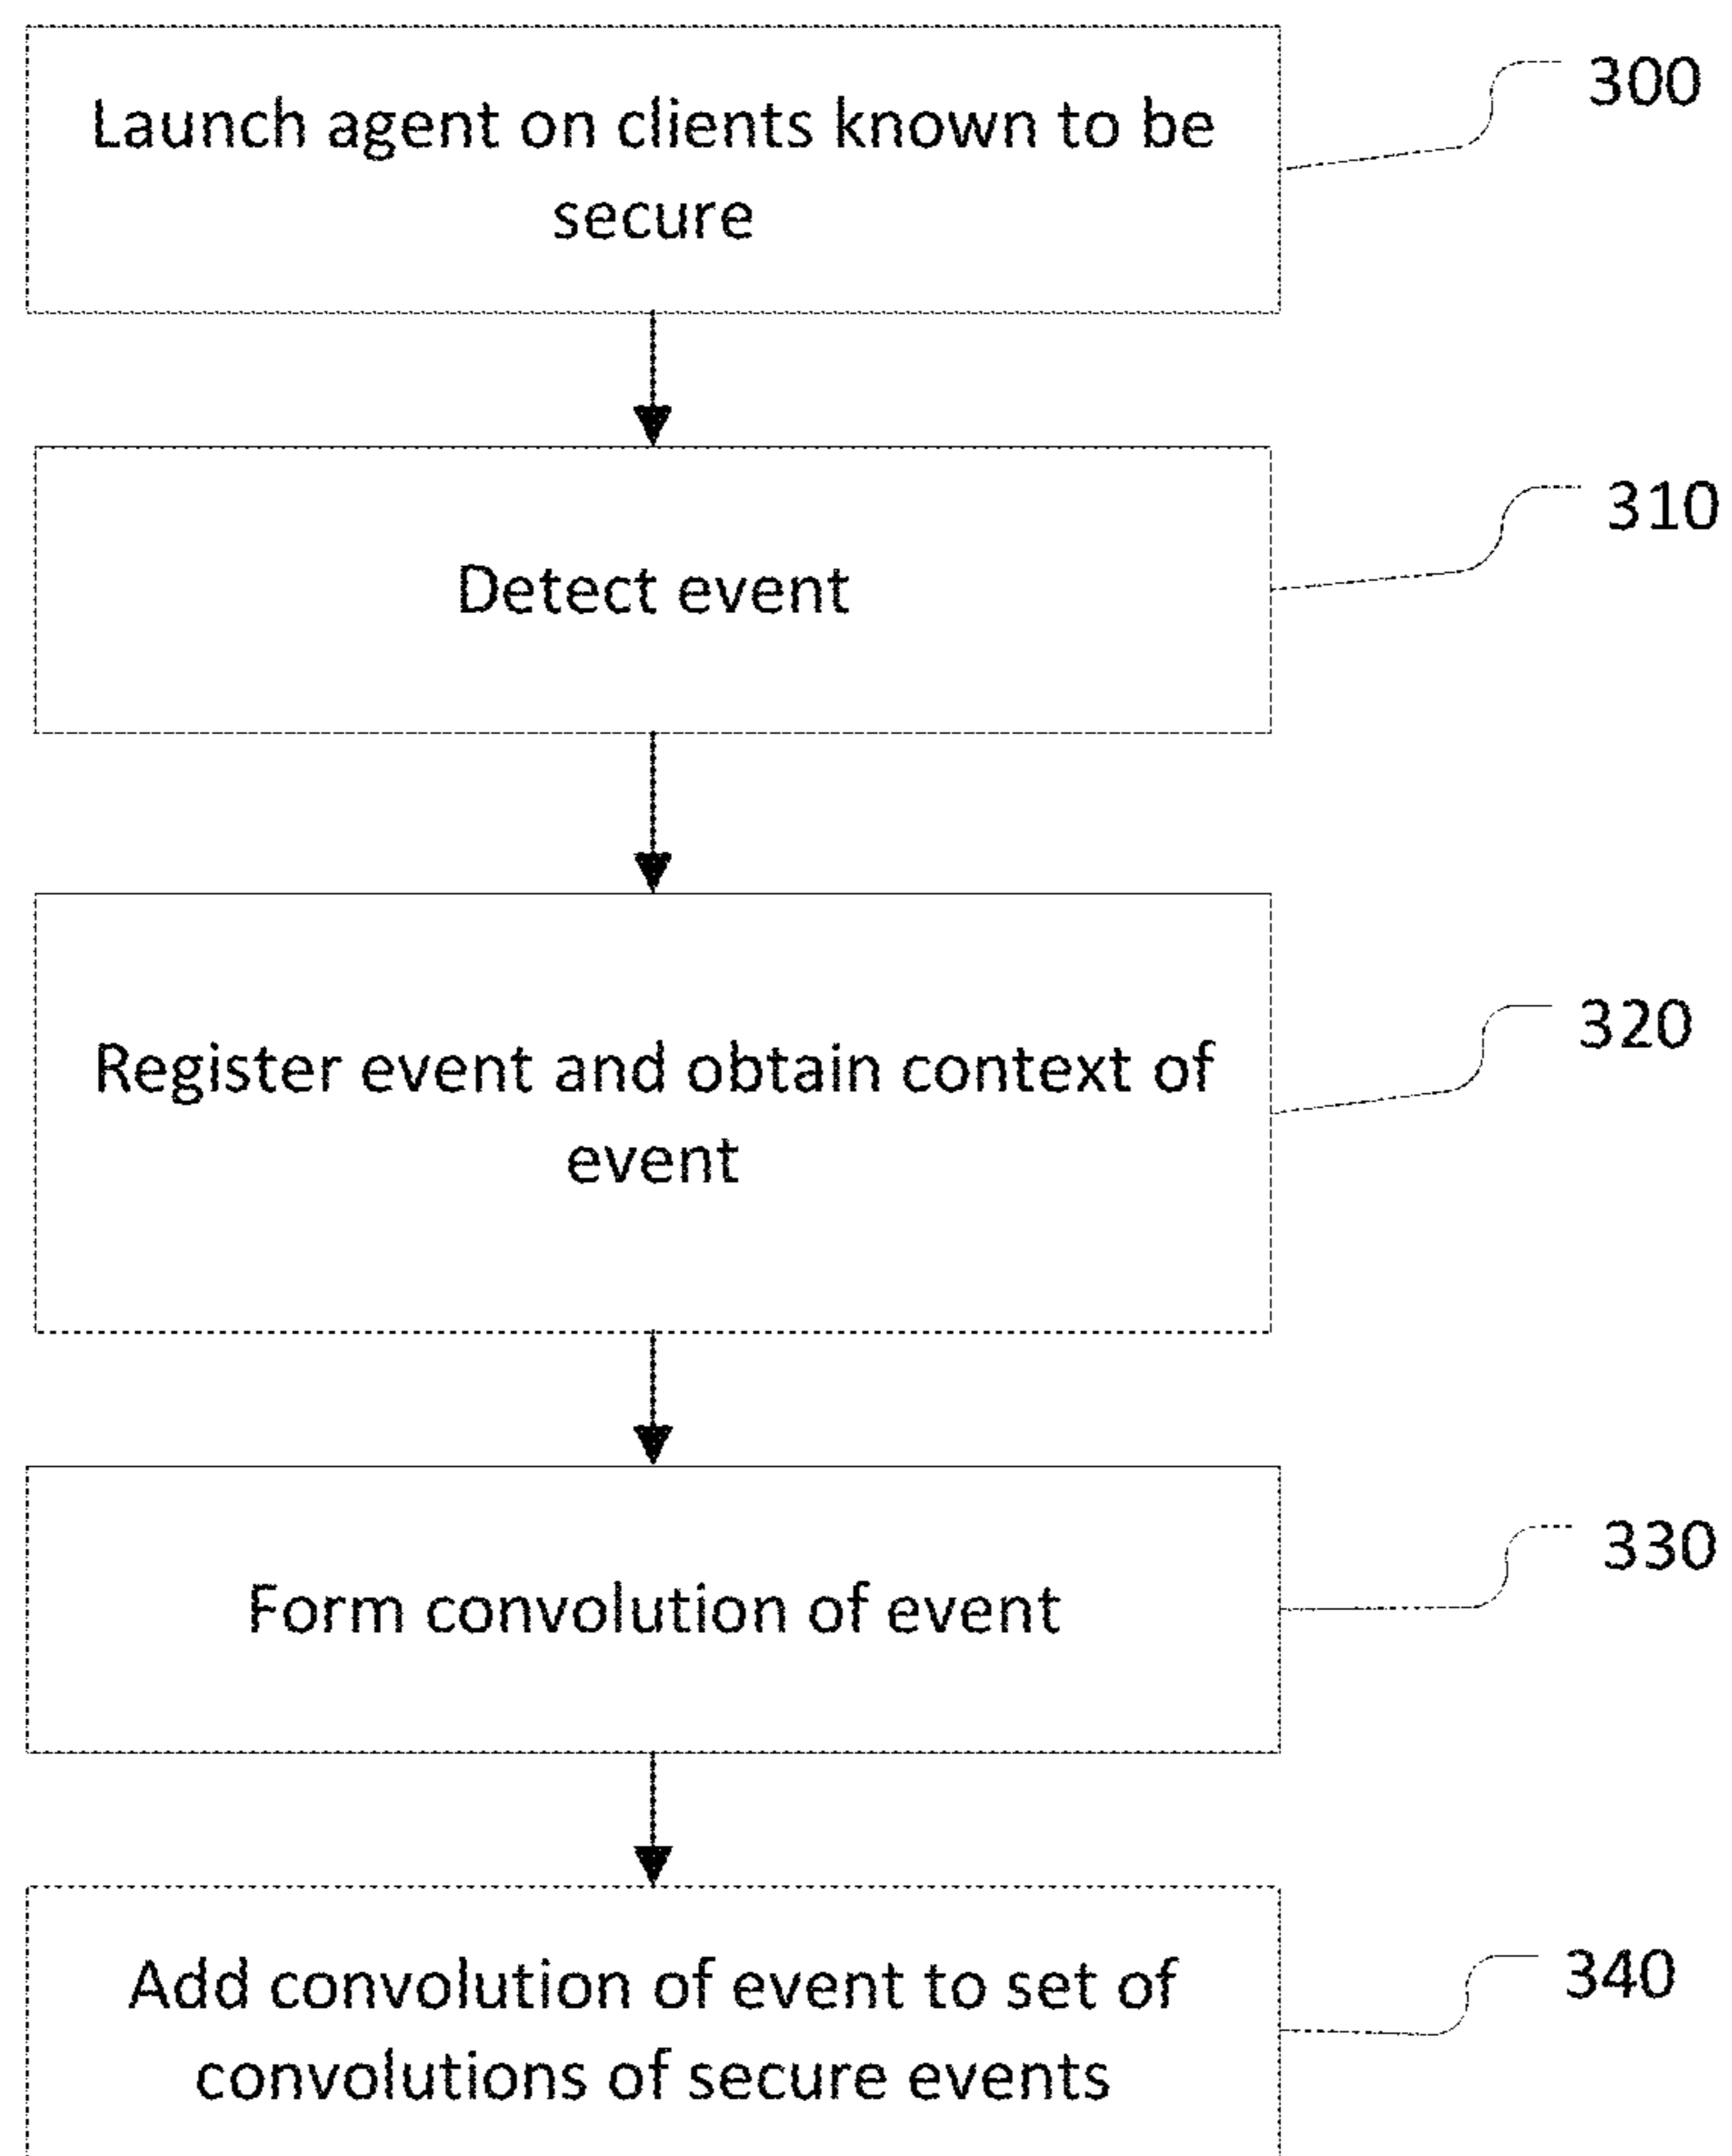 Launch agent on clients known to be
secure
300
Detect event
310
Register event and obtain context of
event
320
Form convolution of event
330
Add convolution of event to set of
convolutions of secure events
340